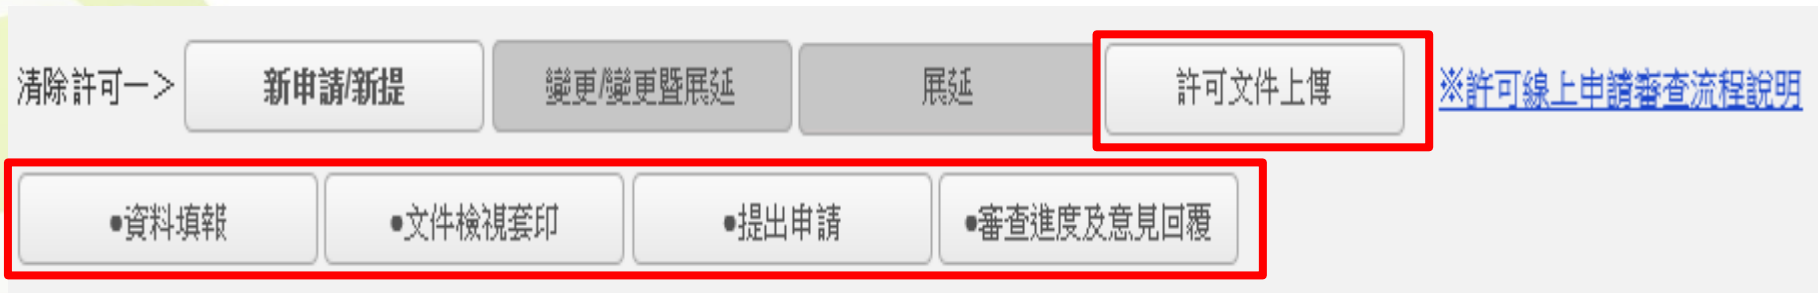 清除許可一＞ 新申請/新提 變更/變更暨展延 展延 許可文件上傳 ※許可線上申請審查流程說明
•資料填報 •文件檢視套印 •提出申請 •審查進度及意見回覆